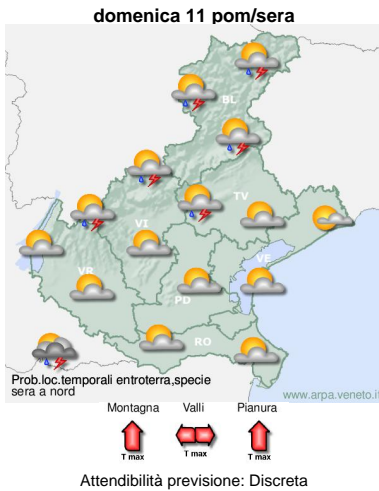 domenica 11 pom/sera
BL
TV
VI
VE
VR
PD
RO
Prob.loc.temporali entroterra,specie
sera a nord
www.arpa.veneto.it
Montagna Valli Pianura
T max T max T max
Attendibilità previsione: Discreta